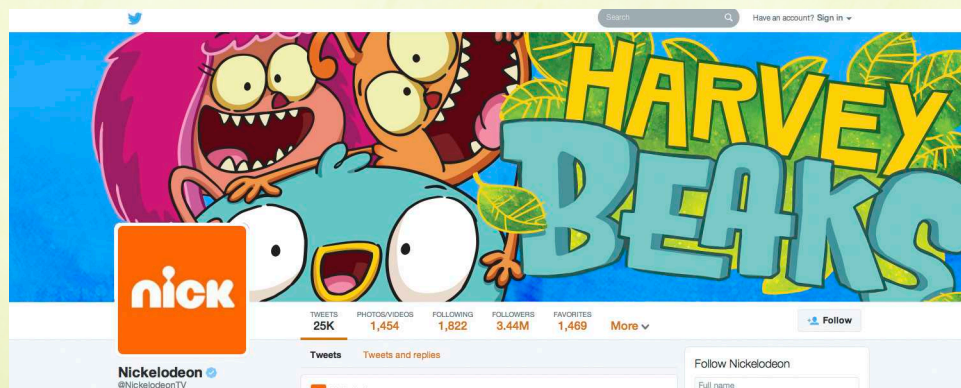 Search
Have an account? Sign in
HARVEY
BEAKS
nick
TWEETS PHOTOS/VIDEOS FOLLOWING FOLLOWERS FAVORITES
25K 1,454 1,822 3.44M 1,469 More
Follow
Tweets Tweets and replies
Follow Nickelodeon
Nickelodeon
@NickelodeonTV
Full name